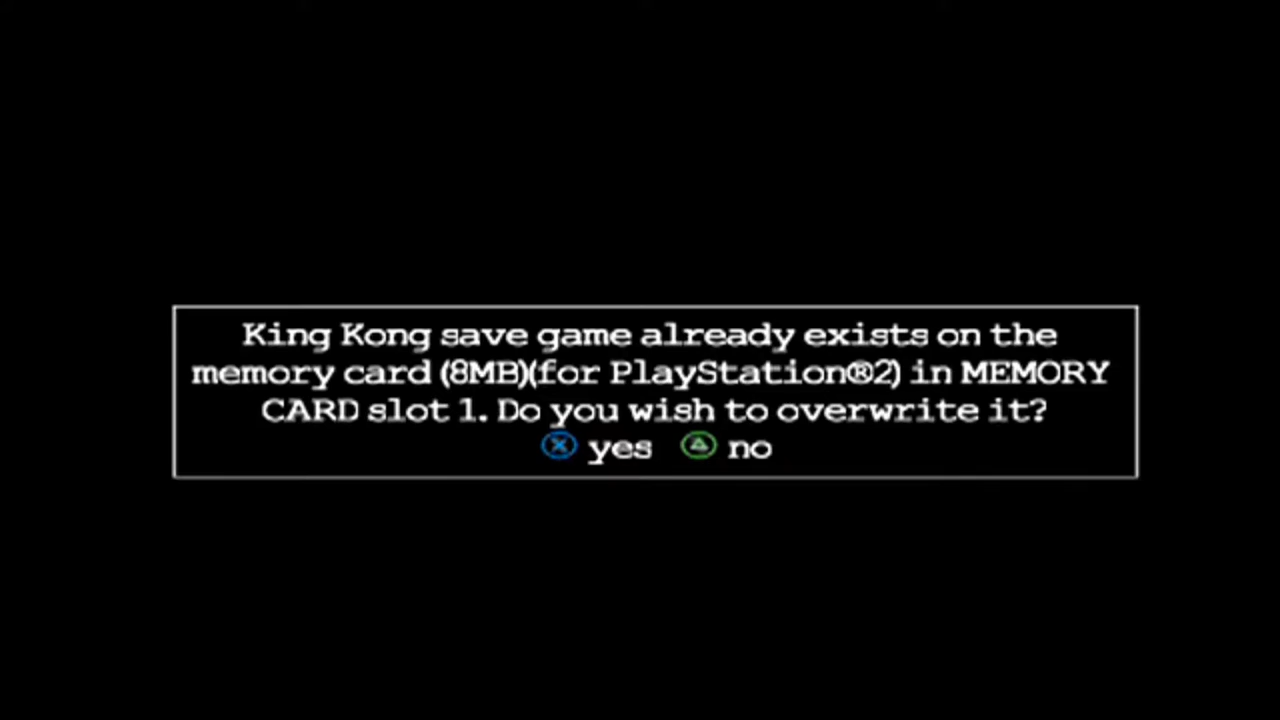 King Kong save game already exists on the
memory card (8MB)(for PlayStation®2) in MEMORY
CARD slot 1. Do you wish to overwrite it?
yes no